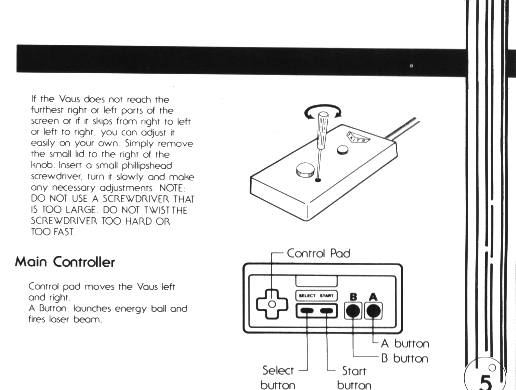 If the Vaus does not reach the
furthest right or left parts of the
screen or if it skips from right to left
or left to right, you can adjust it
easily on your own. Simply remove
the small lid to the right of the
knob. Insert a small phillipshead
screwdriver, turn it slowly and make
any necessary adjustments. NOTE:
DO NOT USE A SCREWDRIVER THAT
IS TOO LARGE. DO NOT TWIST THE
SCREWDRIVER TOO HARD OR
TOO FAST
Main Controller
Control pad moves the Vaus left
and right.
A Button: launches energy ball and
fires laser beam.
Control Pad
SELECT START
B A
A button
B button
Select
button
Start
button
5